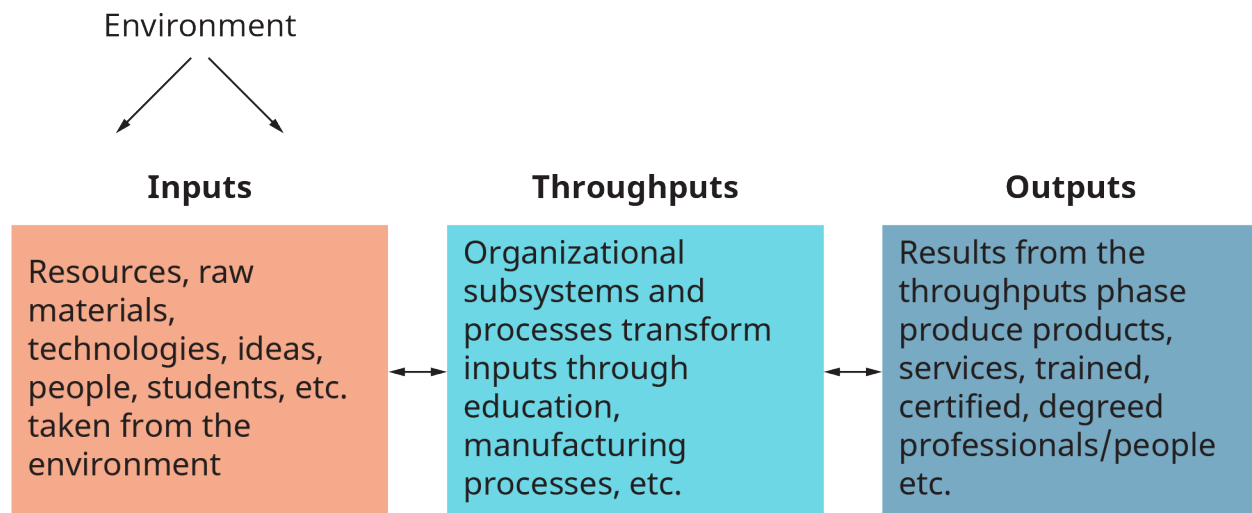 Environment
Inputs
Resources, raw
materials,
technologies, ideas,
people, students, etc.
taken from the
environment
Throughputs
Organizational
subsystems and
processes transform
inputs through
education,
manufacturing
processes, etc.
Outputs
Results from the
throughputs phase
produce products,
services, trained,
certified, degreed
professionals/people
etc.